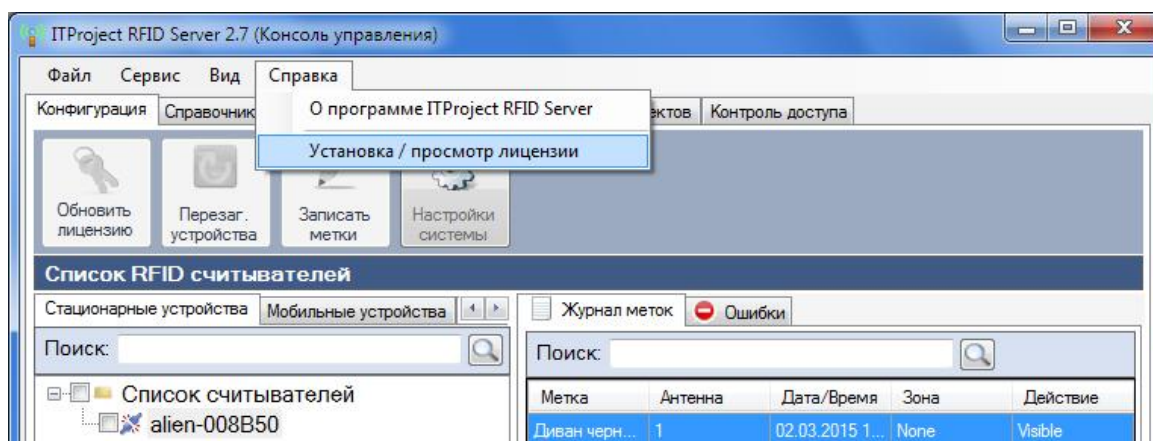 ITProject RFID Server 2.7 (Консоль управления)
Файл Сервис Вид Справка
Конфигурация Справочник ектов Контроль доступа
О программе ITProject RFID Server
Установка / просмотр лицензии
Обновить лицензию
Перезаг. устройства
Записать метки
Настройки системы
Список RFID считывателей
Стационарные устройства Мобильные устройства Журнал меток Ошибки
Поиск: Поиск:
Список считывателей
alien-008B50
Метка Антенна Дата/Время Зона Действие
Диван черн... 1 02.03.2015 1... None Visible